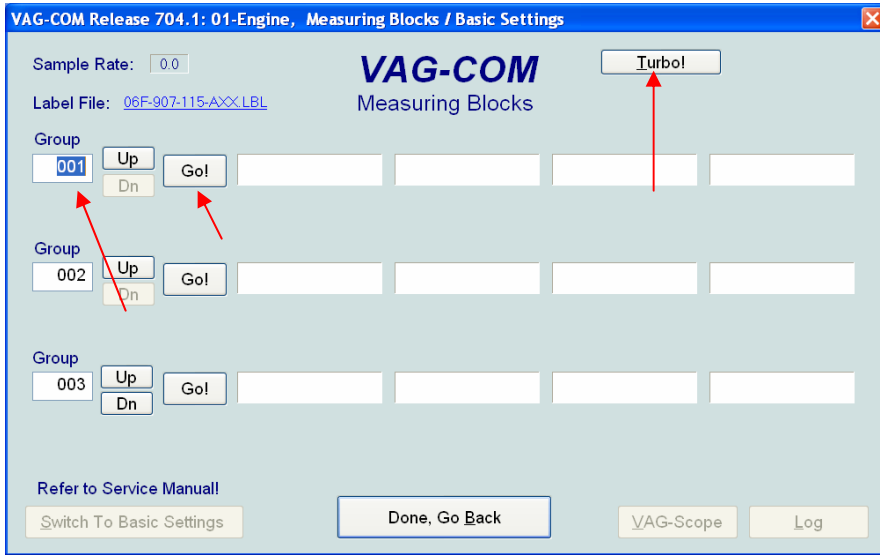 VAG-COM Release 704.1: 01-Engine, Measuring Blocks / Basic Settings
Sample Rate: 0.0
VAG-COM
Turbo!
Label File: 06F-907-115-AXX.LBL
Measuring Blocks
Group
001
Up
Dn
Go!
Group
002
Up
Dn
Go!
Group
003
Up
Dn
Go!
Refer to Service Manual!
Switch To Basic Settings
Done, Go Back
VAG-Scope
Log